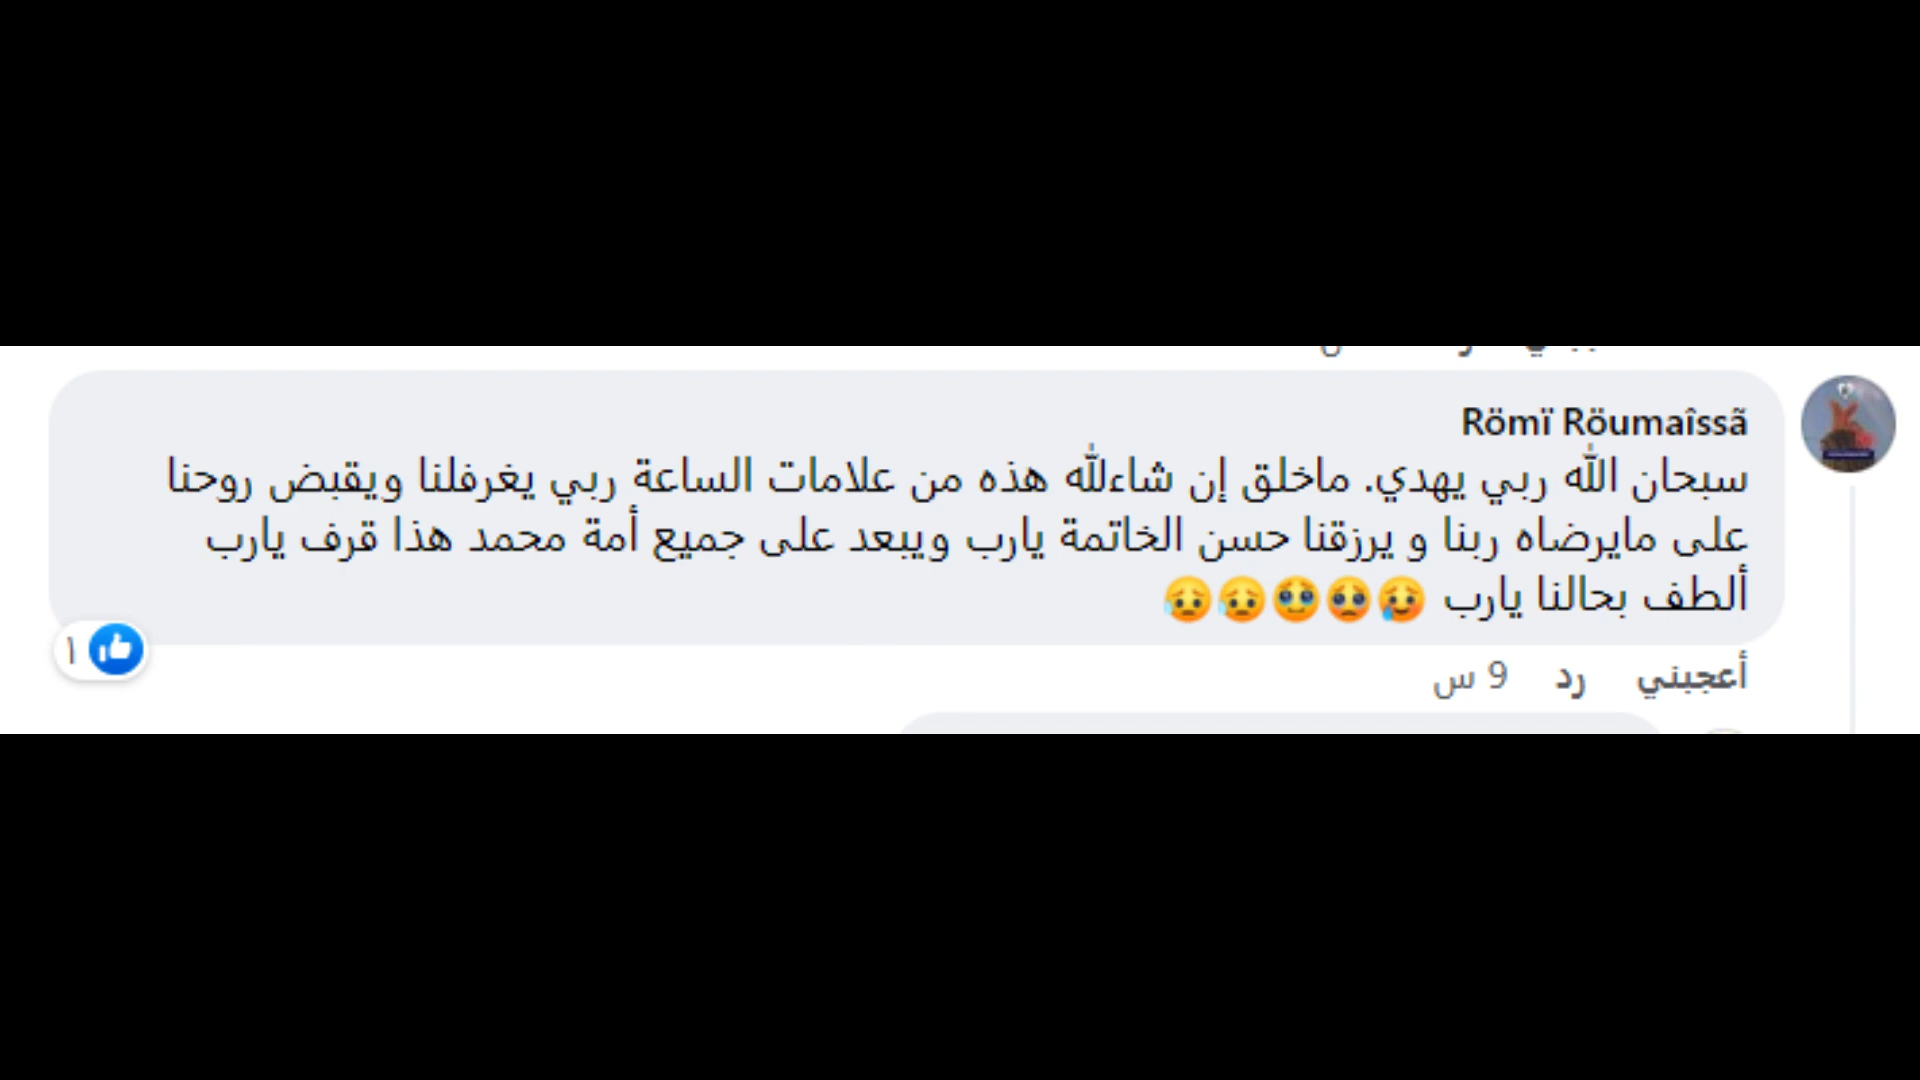 Römï Röumaîssã
سبحان الله ربي يهدي. ماخلق إن شاءلله هذه من علامات الساعة ربي يغرفلنا ويقبض روحنا
على مايرضاه ربنا و يرزقنا حسن الخاتمة يارب ويبعد على جميع أمة محمد هذا قرف يارب
ألطف بحالنا يارب 🥲🥹🥹😥😥
١
أعجبني رد 9 س